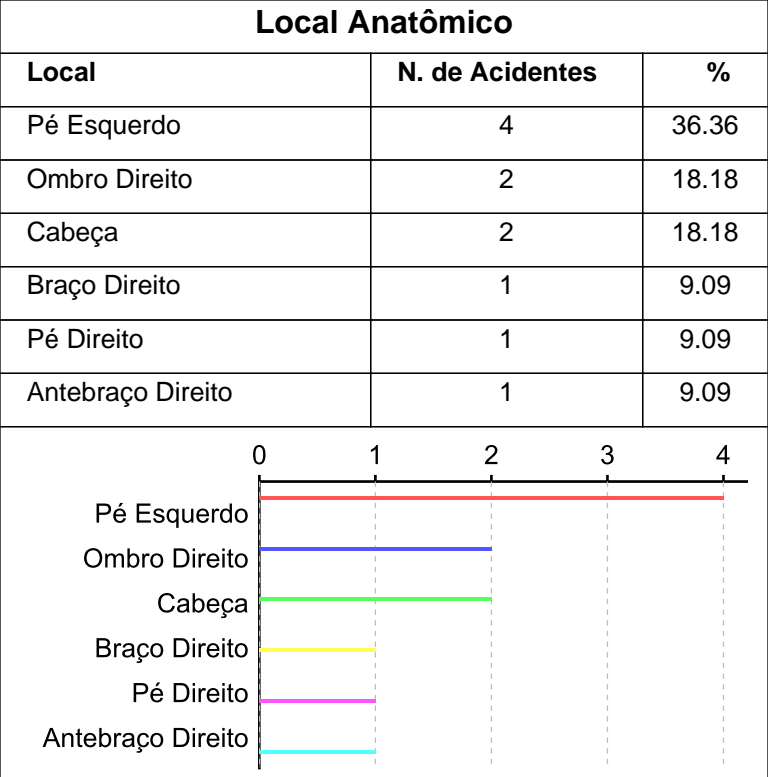 Local Anatômico
Local N. de Acidentes %
Pé Esquerdo 4 36.36
Ombro Direito 2 18.18
Cabeça 2 18.18
Braço Direito 1 9.09
Pé Direito 1 9.09
Antebraço Direito 1 9.09
0 1 2 3 4
Pé Esquerdo
Ombro Direito
Cabeça
Braço Direito
Pé Direito
Antebraço Direito